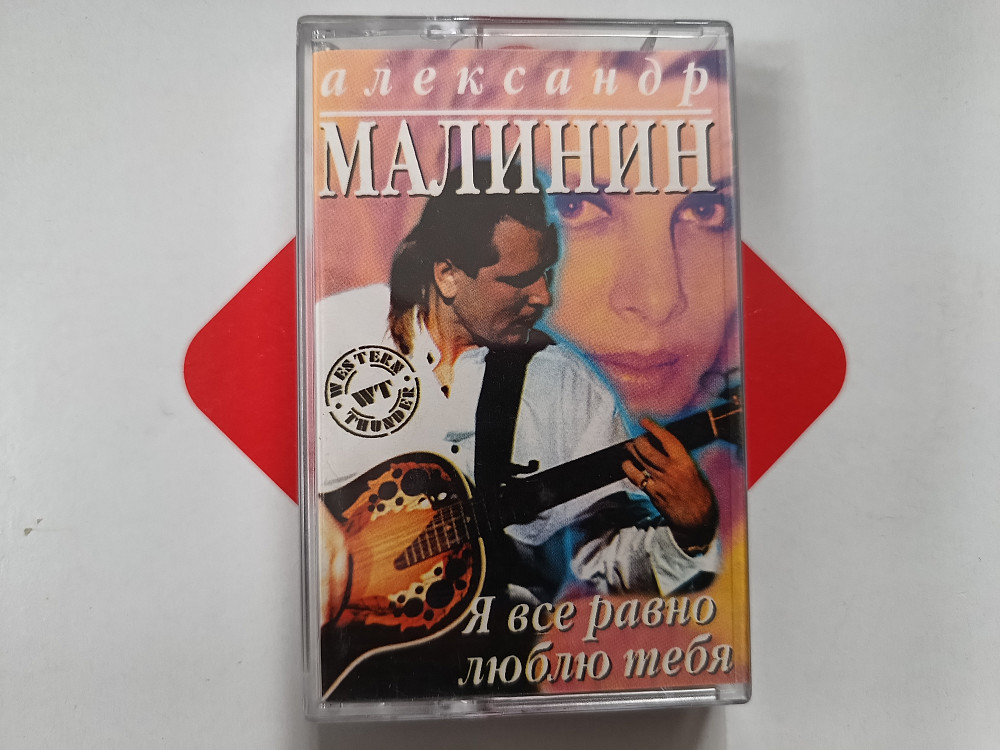 александр
МАЛИНИН
WESTERN
WT
THUNDER
Я все равно
люблю тебя